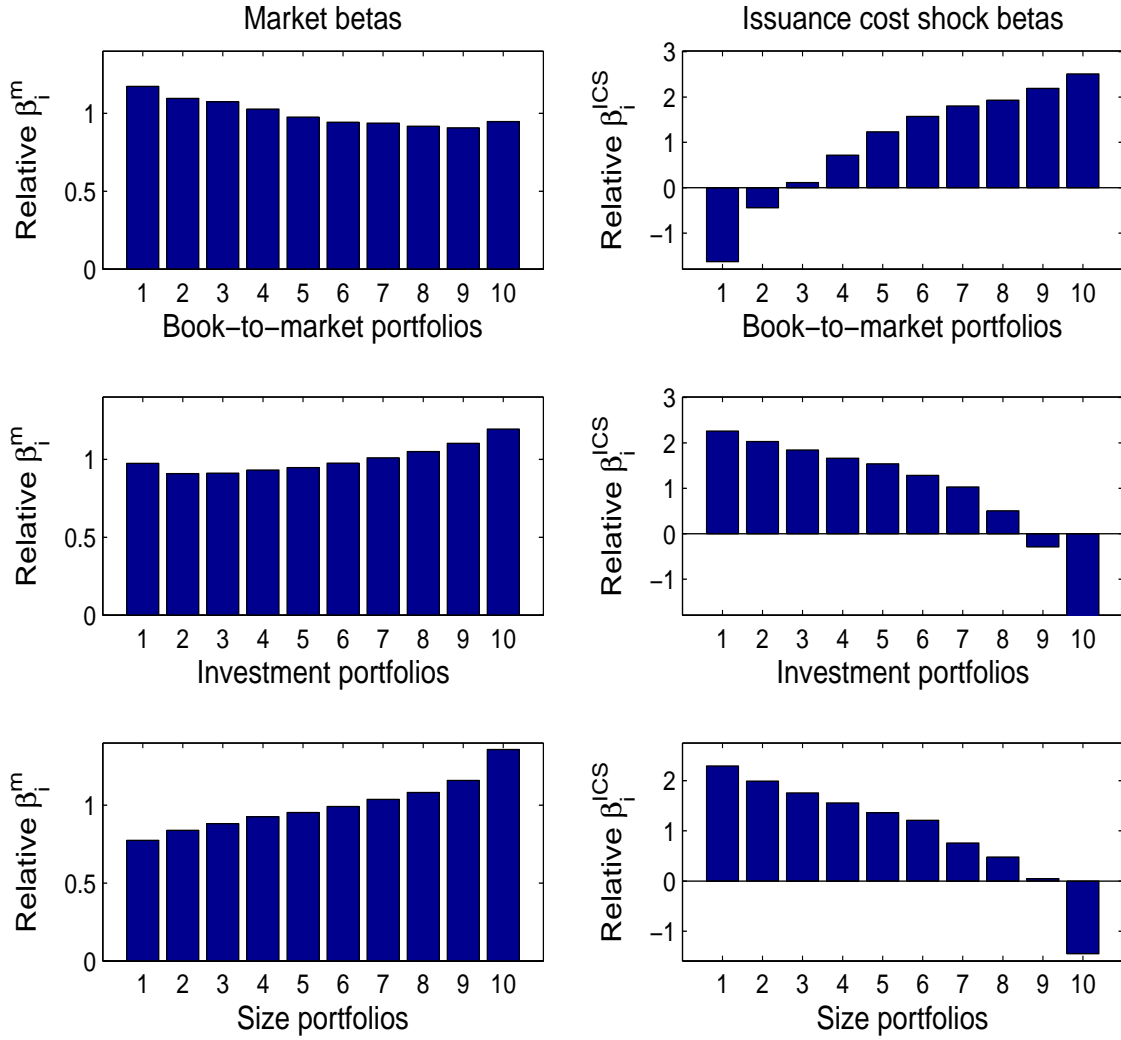 Market betas
Relative β_i^m
1
0.5
0
1 2 3 4 5 6 7 8 9 10
Book−to−market portfolios
Issuance cost shock betas
Relative β_i^ICS
3
2
1
0
−1
1 2 3 4 5 6 7 8 9 10
Book−to−market portfolios
Relative β_i^m
1
0.5
0
1 2 3 4 5 6 7 8 9 10
Investment portfolios
Relative β_i^ICS
3
2
1
0
−1
1 2 3 4 5 6 7 8 9 10
Investment portfolios
Relative β_i^m
1
0.5
0
1 2 3 4 5 6 7 8 9 10
Size portfolios
Relative β_i^ICS
2
1
0
−1
1 2 3 4 5 6 7 8 9 10
Size portfolios